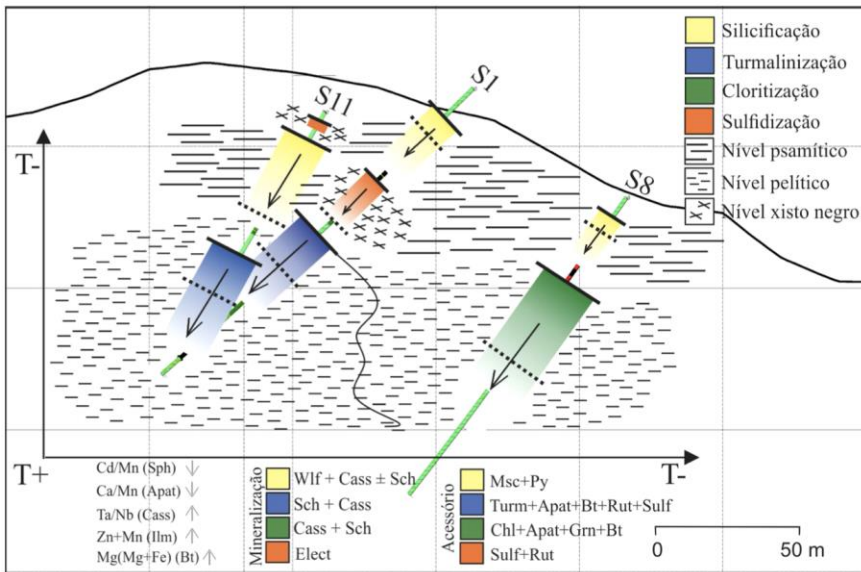 S11
S1
S8
Silicificação
Turmalinização
Cloritização
Sulfidização
Nível psamítico
Nível pelítico
Nível xisto negro
T-
T+
T-
Cd/Mn (Sph)
Ca/Mn (Apat)
Ta/Nb (Cass)
Zn+Mn (Ilm)
Mg(Mg+Fe) (Bt)
Mineralização
Wlf + Cass ± Sch
Sch + Cass
Cass + Sch
Elect
Acessório
Msc+Py
Turm+Apat+Bt+Rut+Sulf
Chl+Apat+Grn+Bt
Sulf+Rut
0 50 m